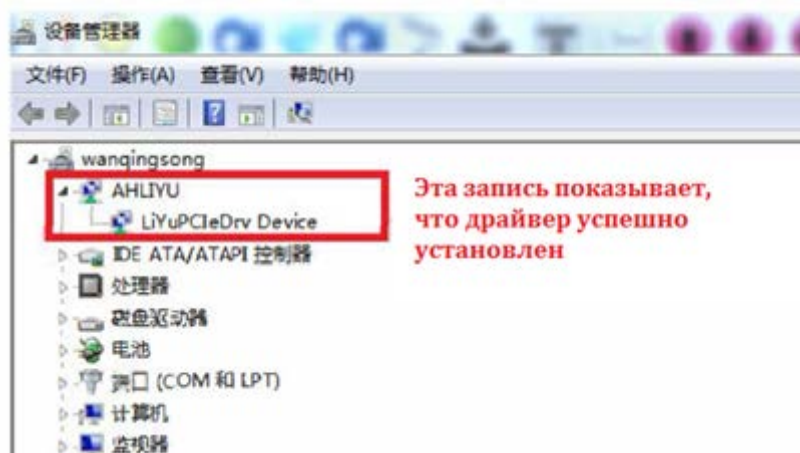 设备管理器
文件(F) 操作(A) 查看(V) 帮助(H)
wanqingsong
AHLIYU
LiYuPCIeDrv Device
Эта запись показывает,
что драйвер успешно
установлен
IDE ATA/ATAPI 控制器
处理器
磁盘驱动器
电池
端口 (COM 和 LPT)
计算机
监视器